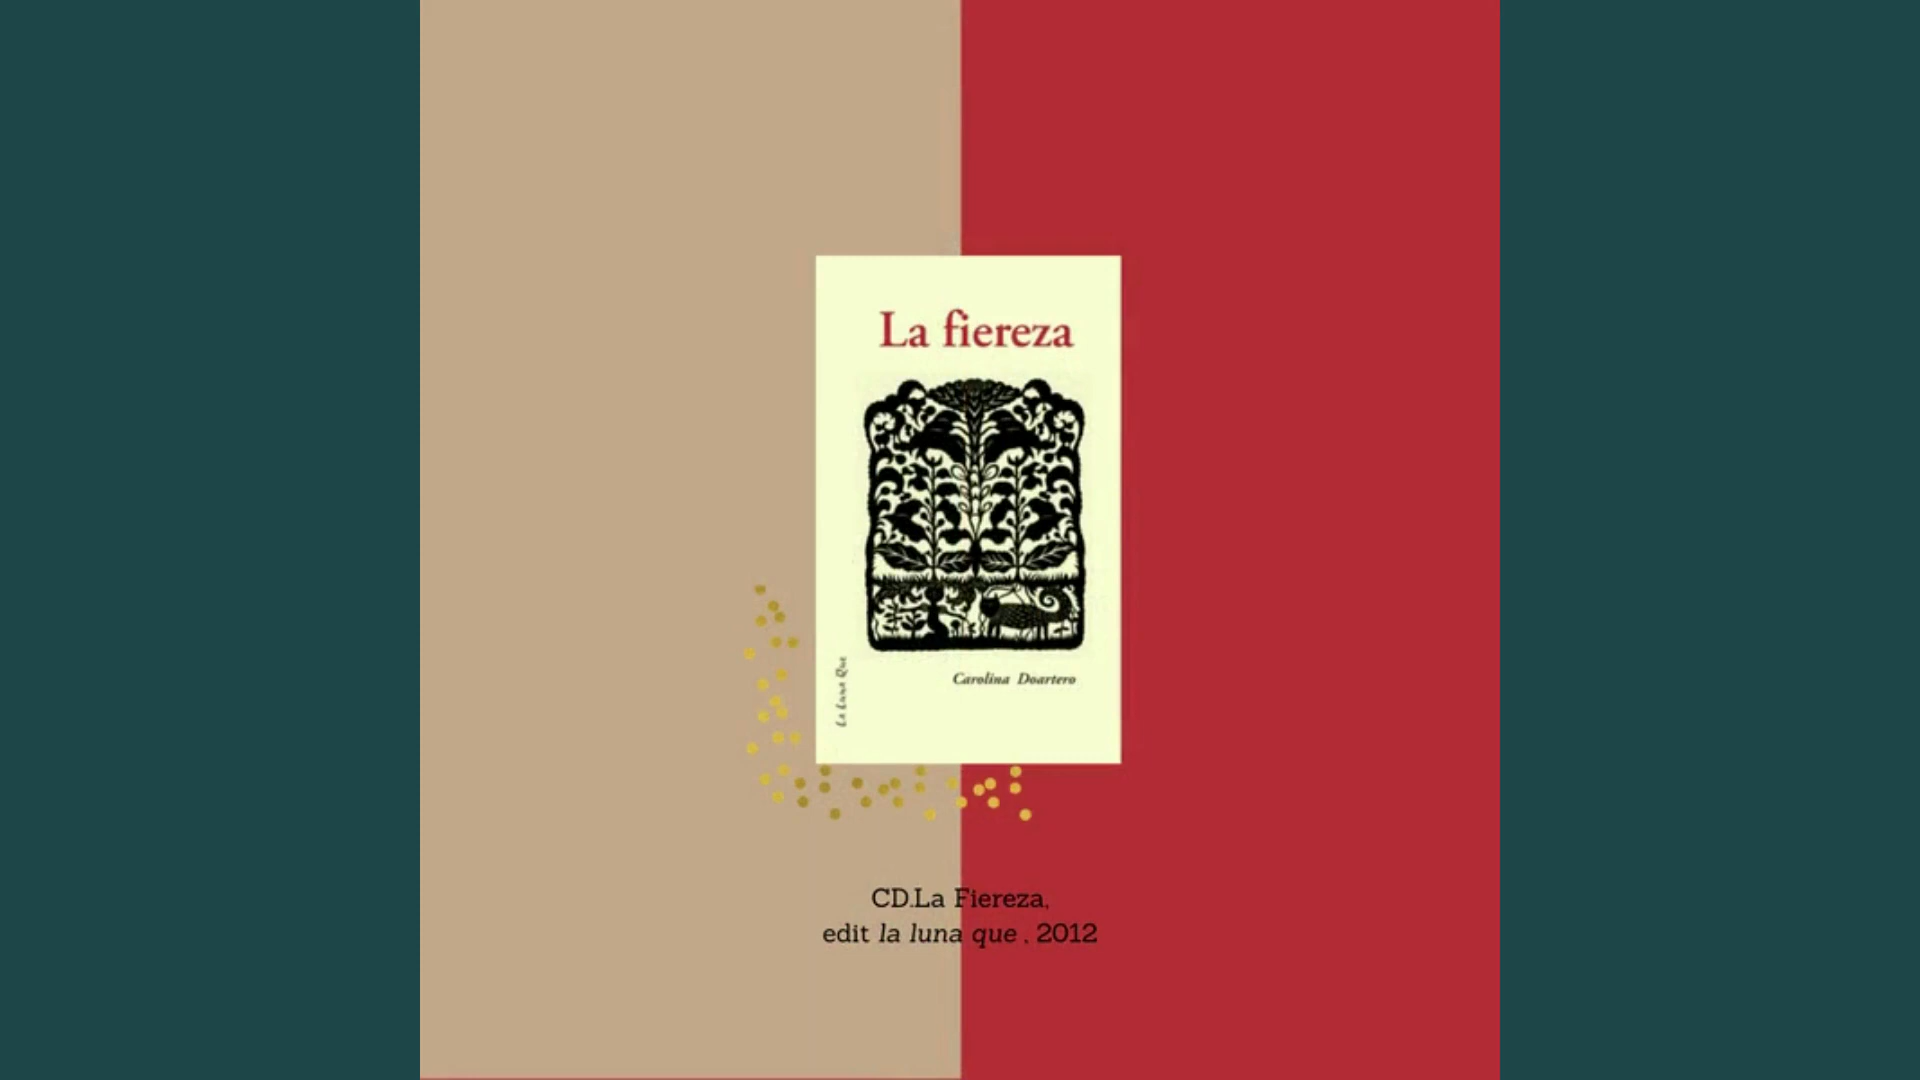 La fiereza
Carolina Doartero
La Luna Que
CD.La Fiereza,
edit la luna que , 2012